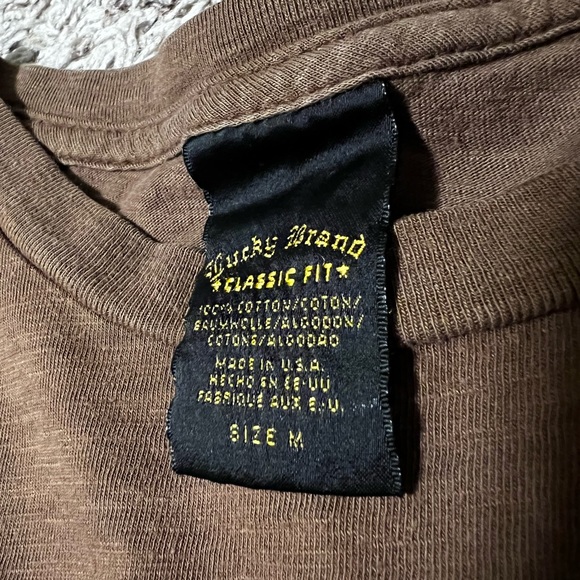 Lucky Brand
★CLASSIC FIT★
100% COTTON/COTON/
BAUMWOLLE/ALGODON/
COTONE/ALGODAO
MADE IN U.S.A.
HECHO EN EE-UU
FABRIQUE AUX E.-U.
SIZE M